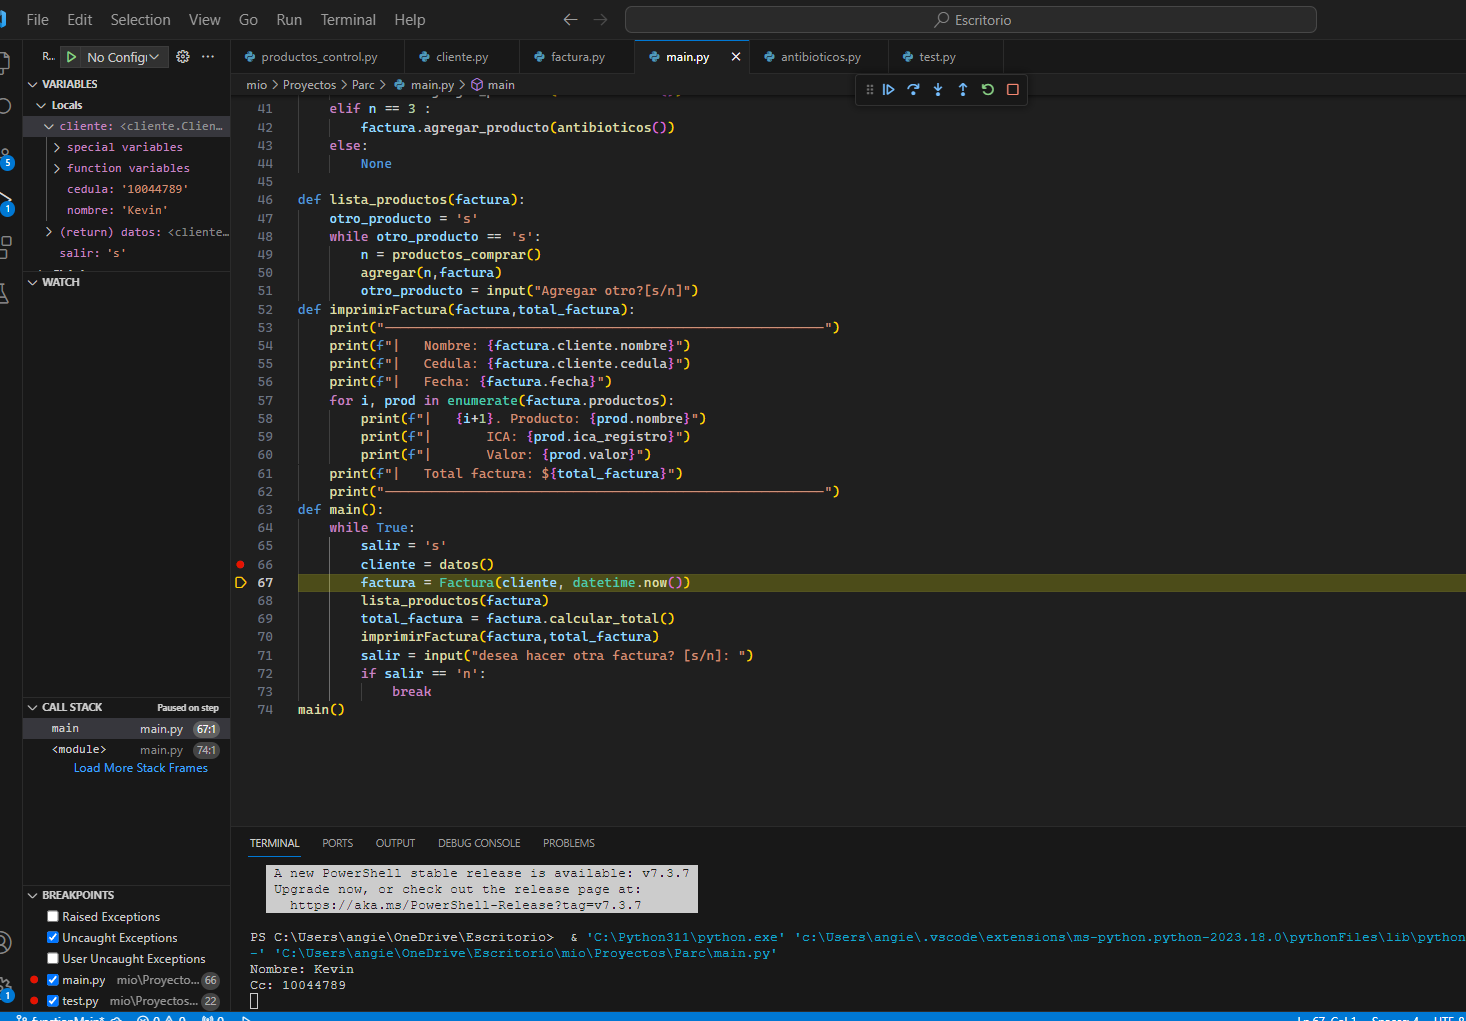 File Edit Selection View Go Run Terminal Help
Escritorio
R... No Config
productos_control.py cliente.py factura.py main.py antibioticos.py test.py
mio > Proyectos > Parc > main.py > main
VARIABLES
Locals
cliente: <cliente.Clien...
special variables
function variables
cedula: '10044789'
nombre: 'Kevin'
(return) datos: <cliente...
salir: 's'
WATCH
CALL STACK Paused on step
main main.py 67:1
<module> main.py 74:1
Load More Stack Frames
BREAKPOINTS
Raised Exceptions
Uncaught Exceptions
User Uncaught Exceptions
main.py mio\Proyecto... 66
test.py mio\Proyectos... 22
5
1
1
41 elif n == 3 :
42 factura.agregar_producto(antibioticos())
43 else:
44 None
45
46 def lista_productos(factura):
47 otro_producto = 's'
48 while otro_producto == 's':
49 n = productos_comprar()
50 agregar(n,factura)
51 otro_producto = input("Agregar otro?[s/n]")
52 def imprimirFactura(factura,total_factura):
53 print("————————————————————————————————————————————————————————")
54 print(f"| Nombre: {factura.cliente.nombre}")
55 print(f"| Cedula: {factura.cliente.cedula}")
56 print(f"| Fecha: {factura.fecha}")
57 for i, prod in enumerate(factura.productos):
58 print(f"| {i+1}. Producto: {prod.nombre}")
59 print(f"| ICA: {prod.ica_registro}")
60 print(f"| Valor: {prod.valor}")
61 print(f"| Total factura: ${total_factura}")
62 print("————————————————————————————————————————————————————————")
63 def main():
64 while True:
65 salir = 's'
66 cliente = datos()
67 factura = Factura(cliente, datetime.now())
68 lista_productos(factura)
69 total_factura = factura.calcular_total()
70 imprimirFactura(factura,total_factura)
71 salir = input("desea hacer otra factura? [s/n]: ")
72 if salir == 'n':
73 break
74 main()
TERMINAL PORTS OUTPUT DEBUG CONSOLE PROBLEMS
A new PowerShell stable release is available: v7.3.7
Upgrade now, or check out the release page at:
https://aka.ms/PowerShell-Release?tag=v7.3.7
PS C:\Users\angie\OneDrive\Escritorio> & 'C:\Python311\python.exe' 'c:\Users\angie\.vscode\extensions\ms-python.python-2023.18.0\pythonFiles\lib\python
-' 'C:\Users\angie\OneDrive\Escritorio\mio\Proyectos\Parc\main.py'
Nombre: Kevin
Cc: 10044789